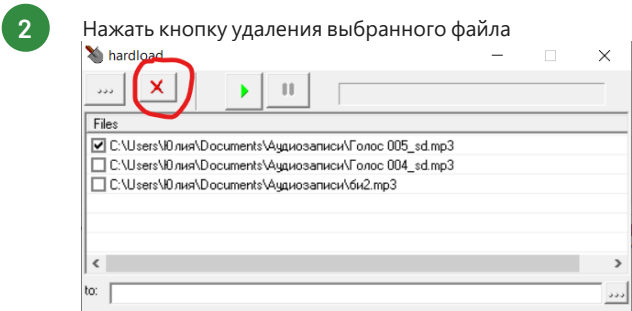 2
Нажать кнопку удаления выбранного файла
hardload
...
Files
C:\Users\Юлия\Documents\Аудиозаписи\Голос 005_sd.mp3
C:\Users\Юлия\Documents\Аудиозаписи\Голос 004_sd.mp3
C:\Users\Юлия\Documents\Аудиозаписи\би2.mp3
to:
...